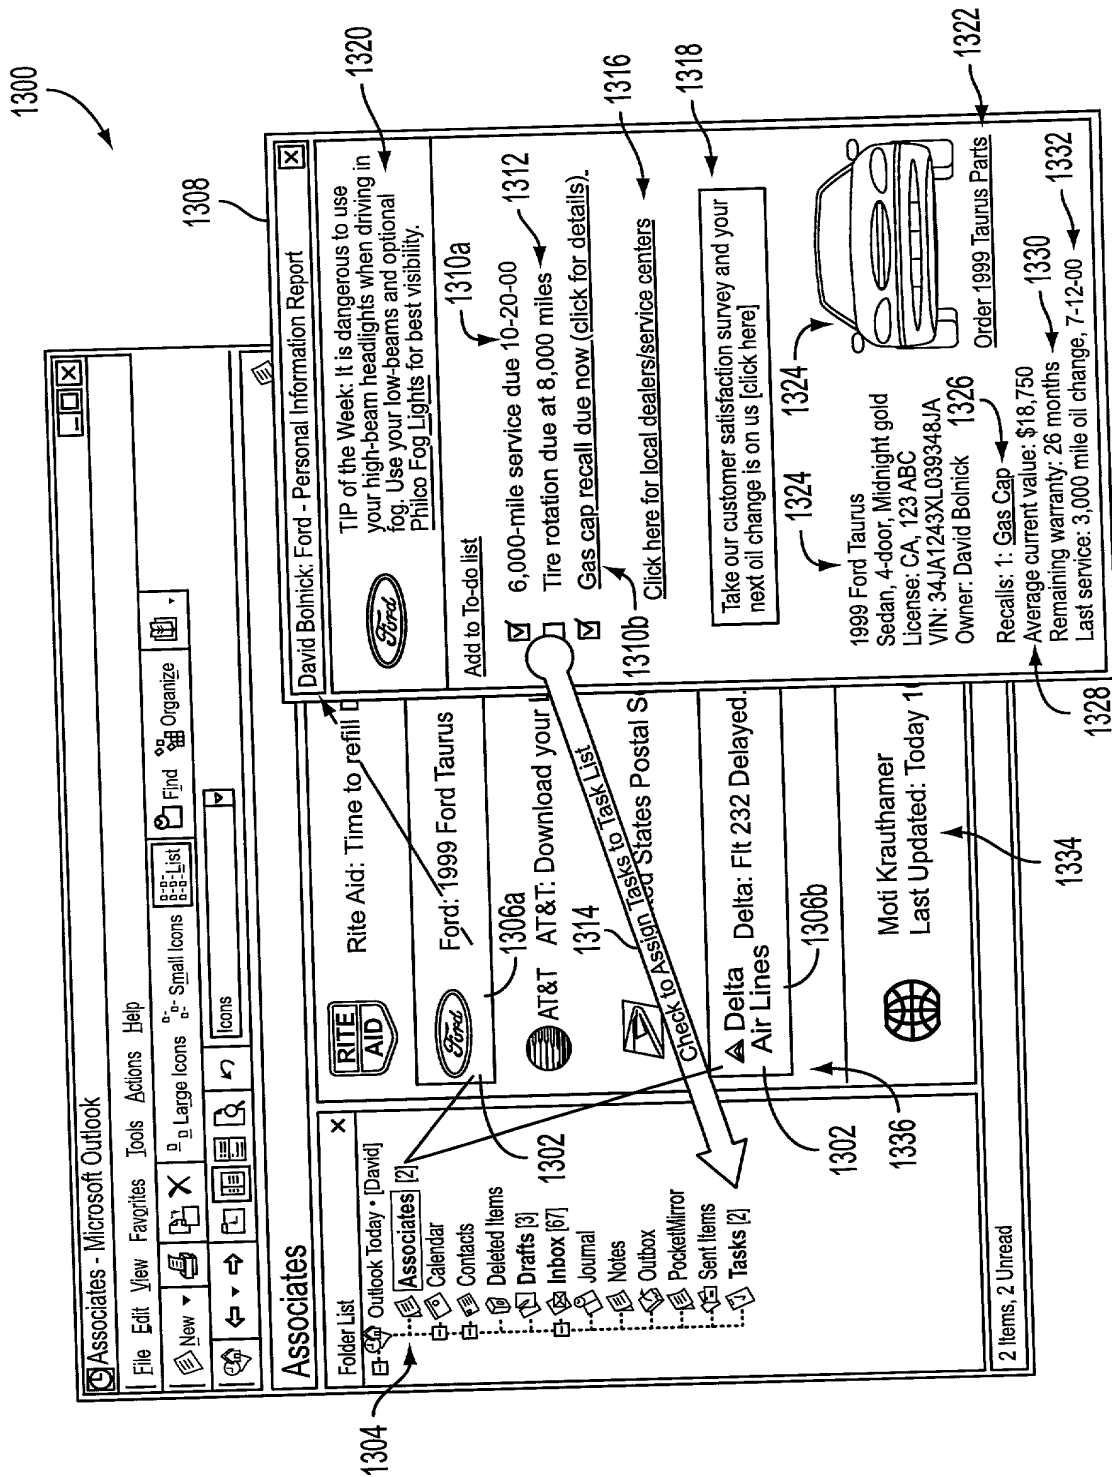 1300
Associates - Microsoft Outlook
File Edit View Favorites Tools Actions Help
New Large Icons Small Icons List Find Organize
Icons
Associates
Folder List X
Outlook Today • [David]
Associates [2]
Calendar
Contacts
Deleted Items
Drafts [3]
Inbox [67]
Journal
Notes
Outbox
PocketMirror
Sent Items
Tasks [2]
1304
2 Items, 2 Unread
RITE AID
Rite Aid: Time to refill
Ford
Ford: 1999 Ford Taurus
1302
1306a
AT&T
AT&T: Download your
1314
ed States Postal S
Check to Assign Tasks to Task List
Delta
Air Lines
Delta: Flt 232 Delayed.
1302
1306b
1336
Moti Krauthamer
Last Updated: Today 1
1334
1308
David Bolnick: Ford - Personal Information Report
Ford
TIP of the Week: It is dangerous to use
your high-beam headlights when driving in
fog. Use your low-beams and optional
Philco Fog Lights for best visibility.
1320
Add to To-do list
1310a
6,000-mile service due 10-20-00
Tire rotation due at 8,000 miles
1312
Gas cap recall due now (click for details).
1310b
Click here for local dealers/service centers
1316
Take our customer satisfaction survey and your
next oil change is on us [click here]
1318
1324
1324
1999 Ford Taurus
Sedan, 4-door, Midnight gold
License: CA, 123 ABC
VIN: 34JA1243XL039348JA
Owner: David Bolnick
1326
Order 1999 Taurus Parts
1322
Recalls: 1: Gas Cap
Average current value: $18,750
Remaining warranty: 26 months
1330
Last service: 3,000 mile oil change, 7-12-00
1332
1328